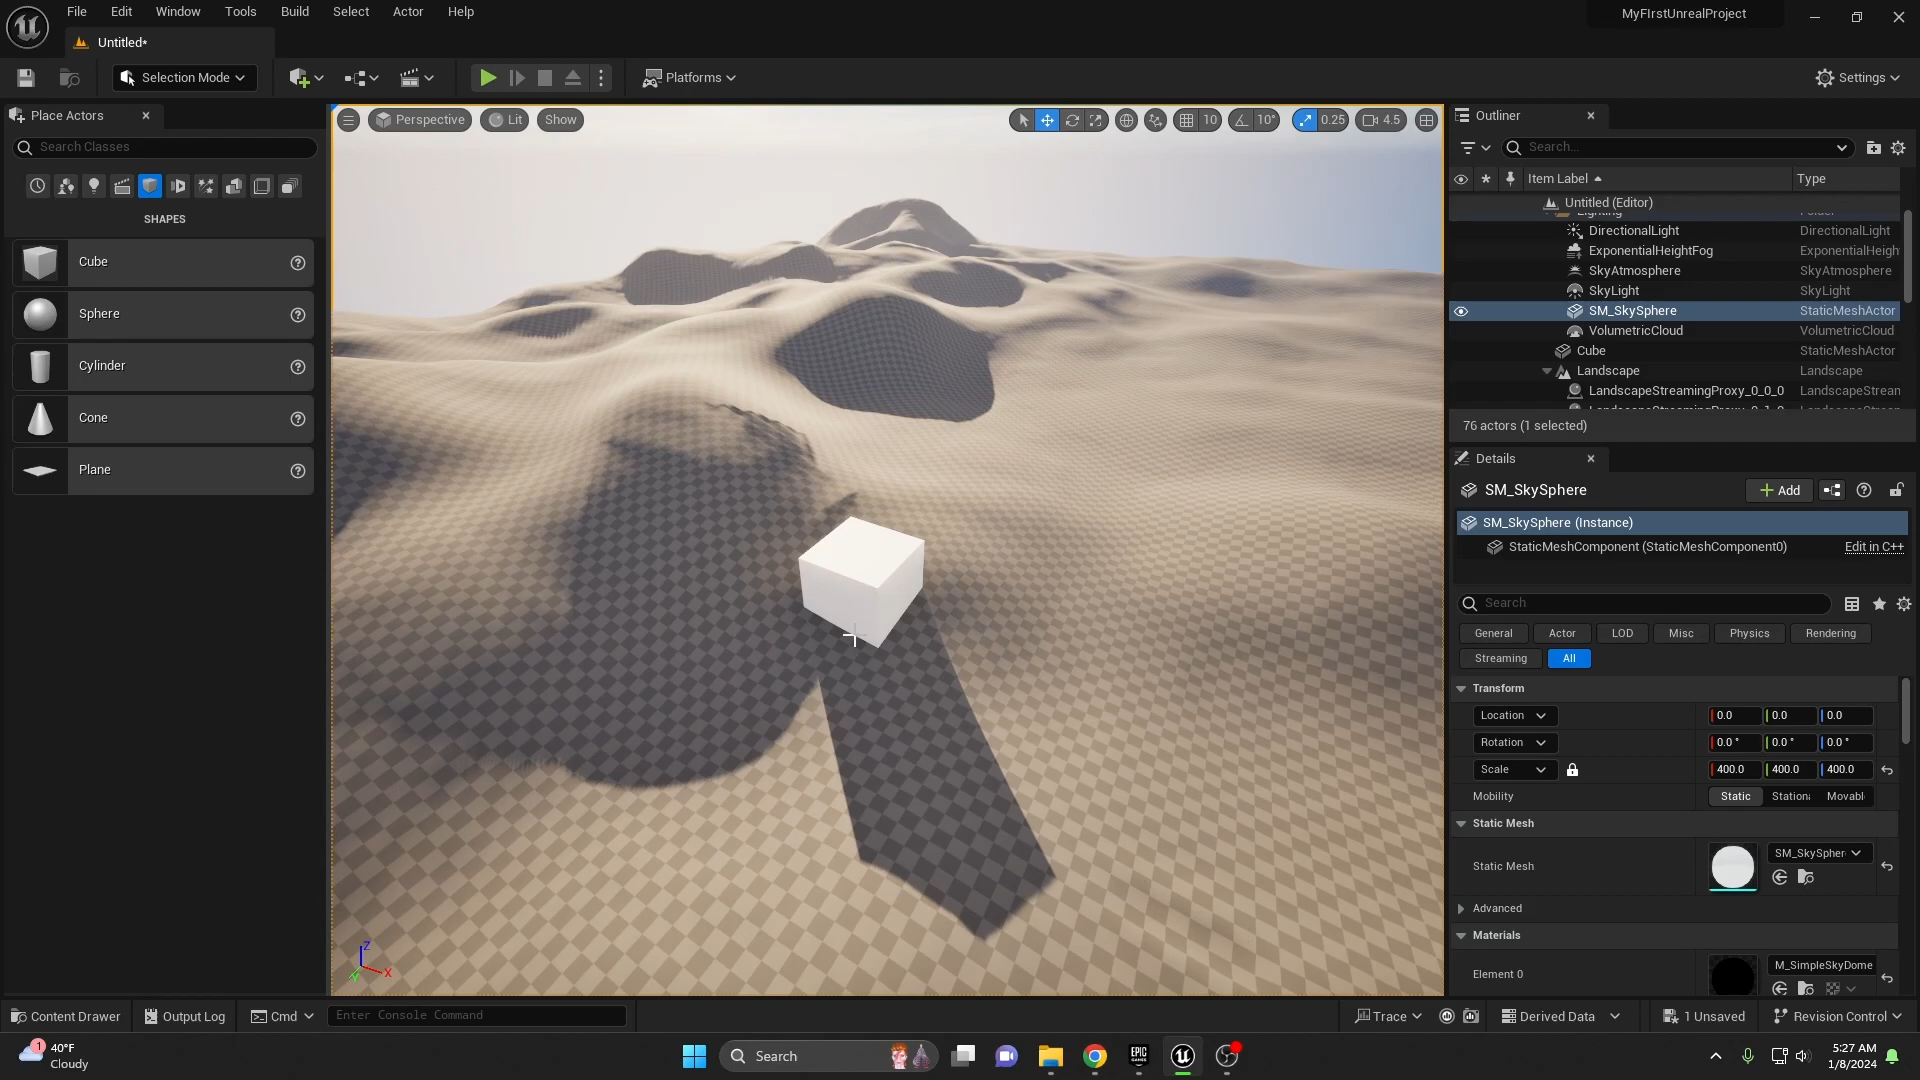 File Edit Window Tools Build Select Actor Help
MyFIrstUnrealProject
Untitled*
Selection Mode
Platforms
Settings
Place Actors
Search Classes
SHAPES
Cube
Sphere
Cylinder
Cone
Plane
Perspective Lit Show
10 10° 0.25 4.5
Outliner
Search...
Item Label Type
Untitled (Editor)
Lighting Folder
DirectionalLight DirectionalLight
ExponentialHeightFog ExponentialHeigh
SkyAtmosphere SkyAtmosphere
SkyLight SkyLight
SM_SkySphere StaticMeshActor
VolumetricCloud VolumetricCloud
Cube StaticMeshActor
Landscape Landscape
LandscapeStreamingProxy_0_0_0 LandscapeStrean
76 actors (1 selected)
Details
SM_SkySphere
Add
SM_SkySphere (Instance)
StaticMeshComponent (StaticMeshComponent0) Edit in C++
Search
General Actor LOD Misc Physics Rendering
Streaming All
Transform
Location 0.0 0.0 0.0
Rotation 0.0 ° 0.0 ° 0.0 °
Scale 400.0 400.0 400.0
Mobility Static Station Movabl
Static Mesh
Static Mesh SM_SkySpher
Advanced
Materials
Element 0 M_SimpleSkyDome
Z
X
Y
Content Drawer Output Log Cmd Enter Console Command
Trace Derived Data 1 Unsaved Revision Control
1
40°F
Cloudy
Search
EPIC
GAMES
5:27 AM
1/8/2024